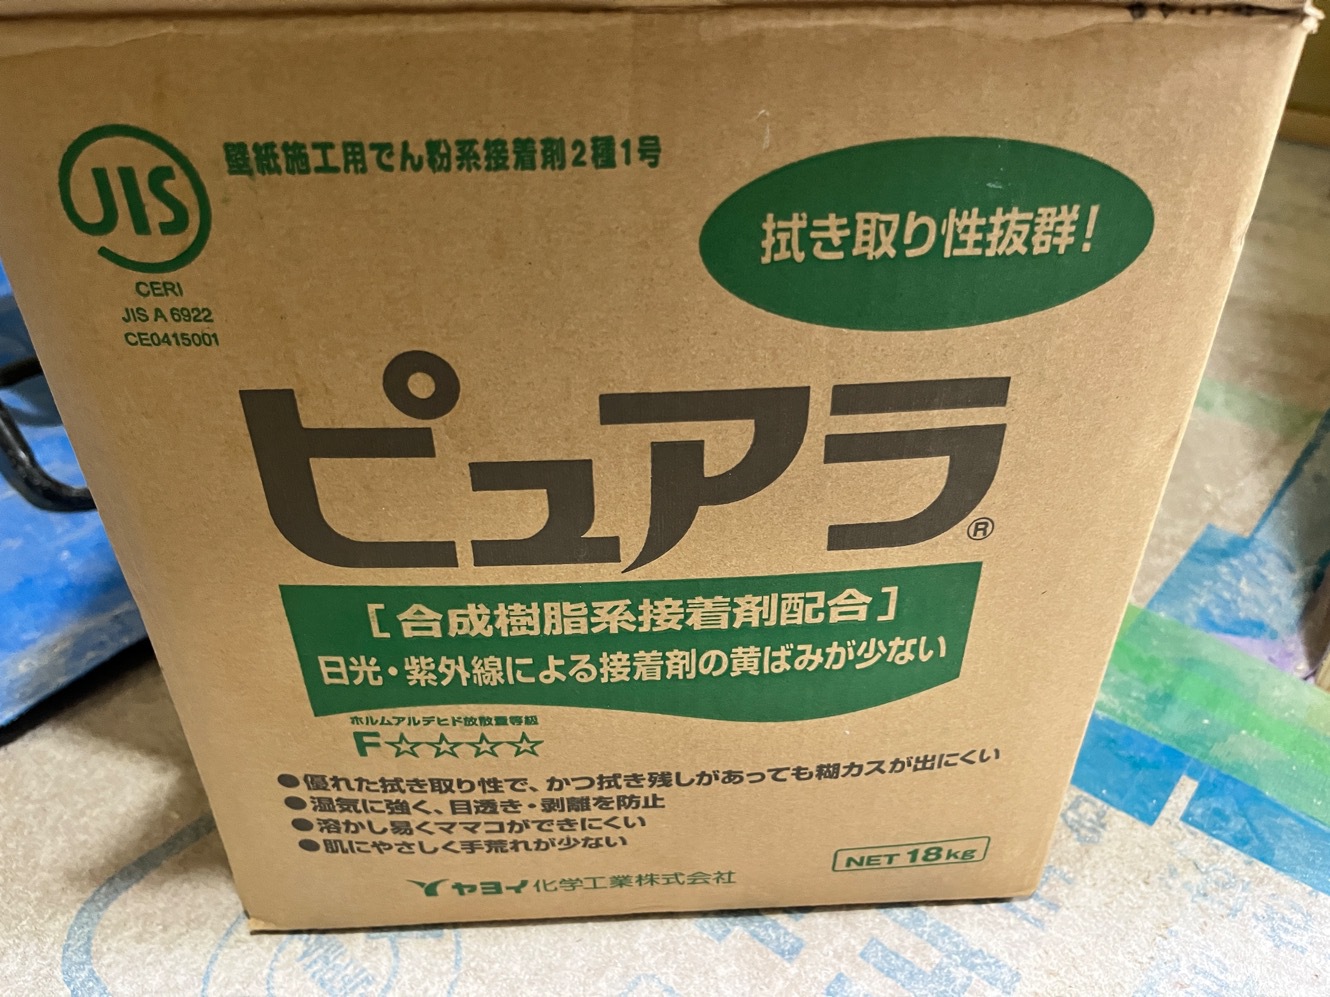 JIS
壁紙施工用でん粉系接着剤2種1号
CERI
JIS A 6922
CE0415001
拭き取り性抜群!
ピュアラ®
[合成樹脂系接着剤配合]
日光・紫外線による接着剤の黄ばみが少ない
ホルムアルデヒド放散量等級
F☆☆☆☆
●優れた拭き取り性で、かつ拭き残しがあっても糊カスが出にくい
●湿気に強く、目透き・剥離を防止
●溶かし易くママコができにくい
●肌にやさしく手荒れが少ない
NET 18kg
ヤヨイ化学工業株式会社